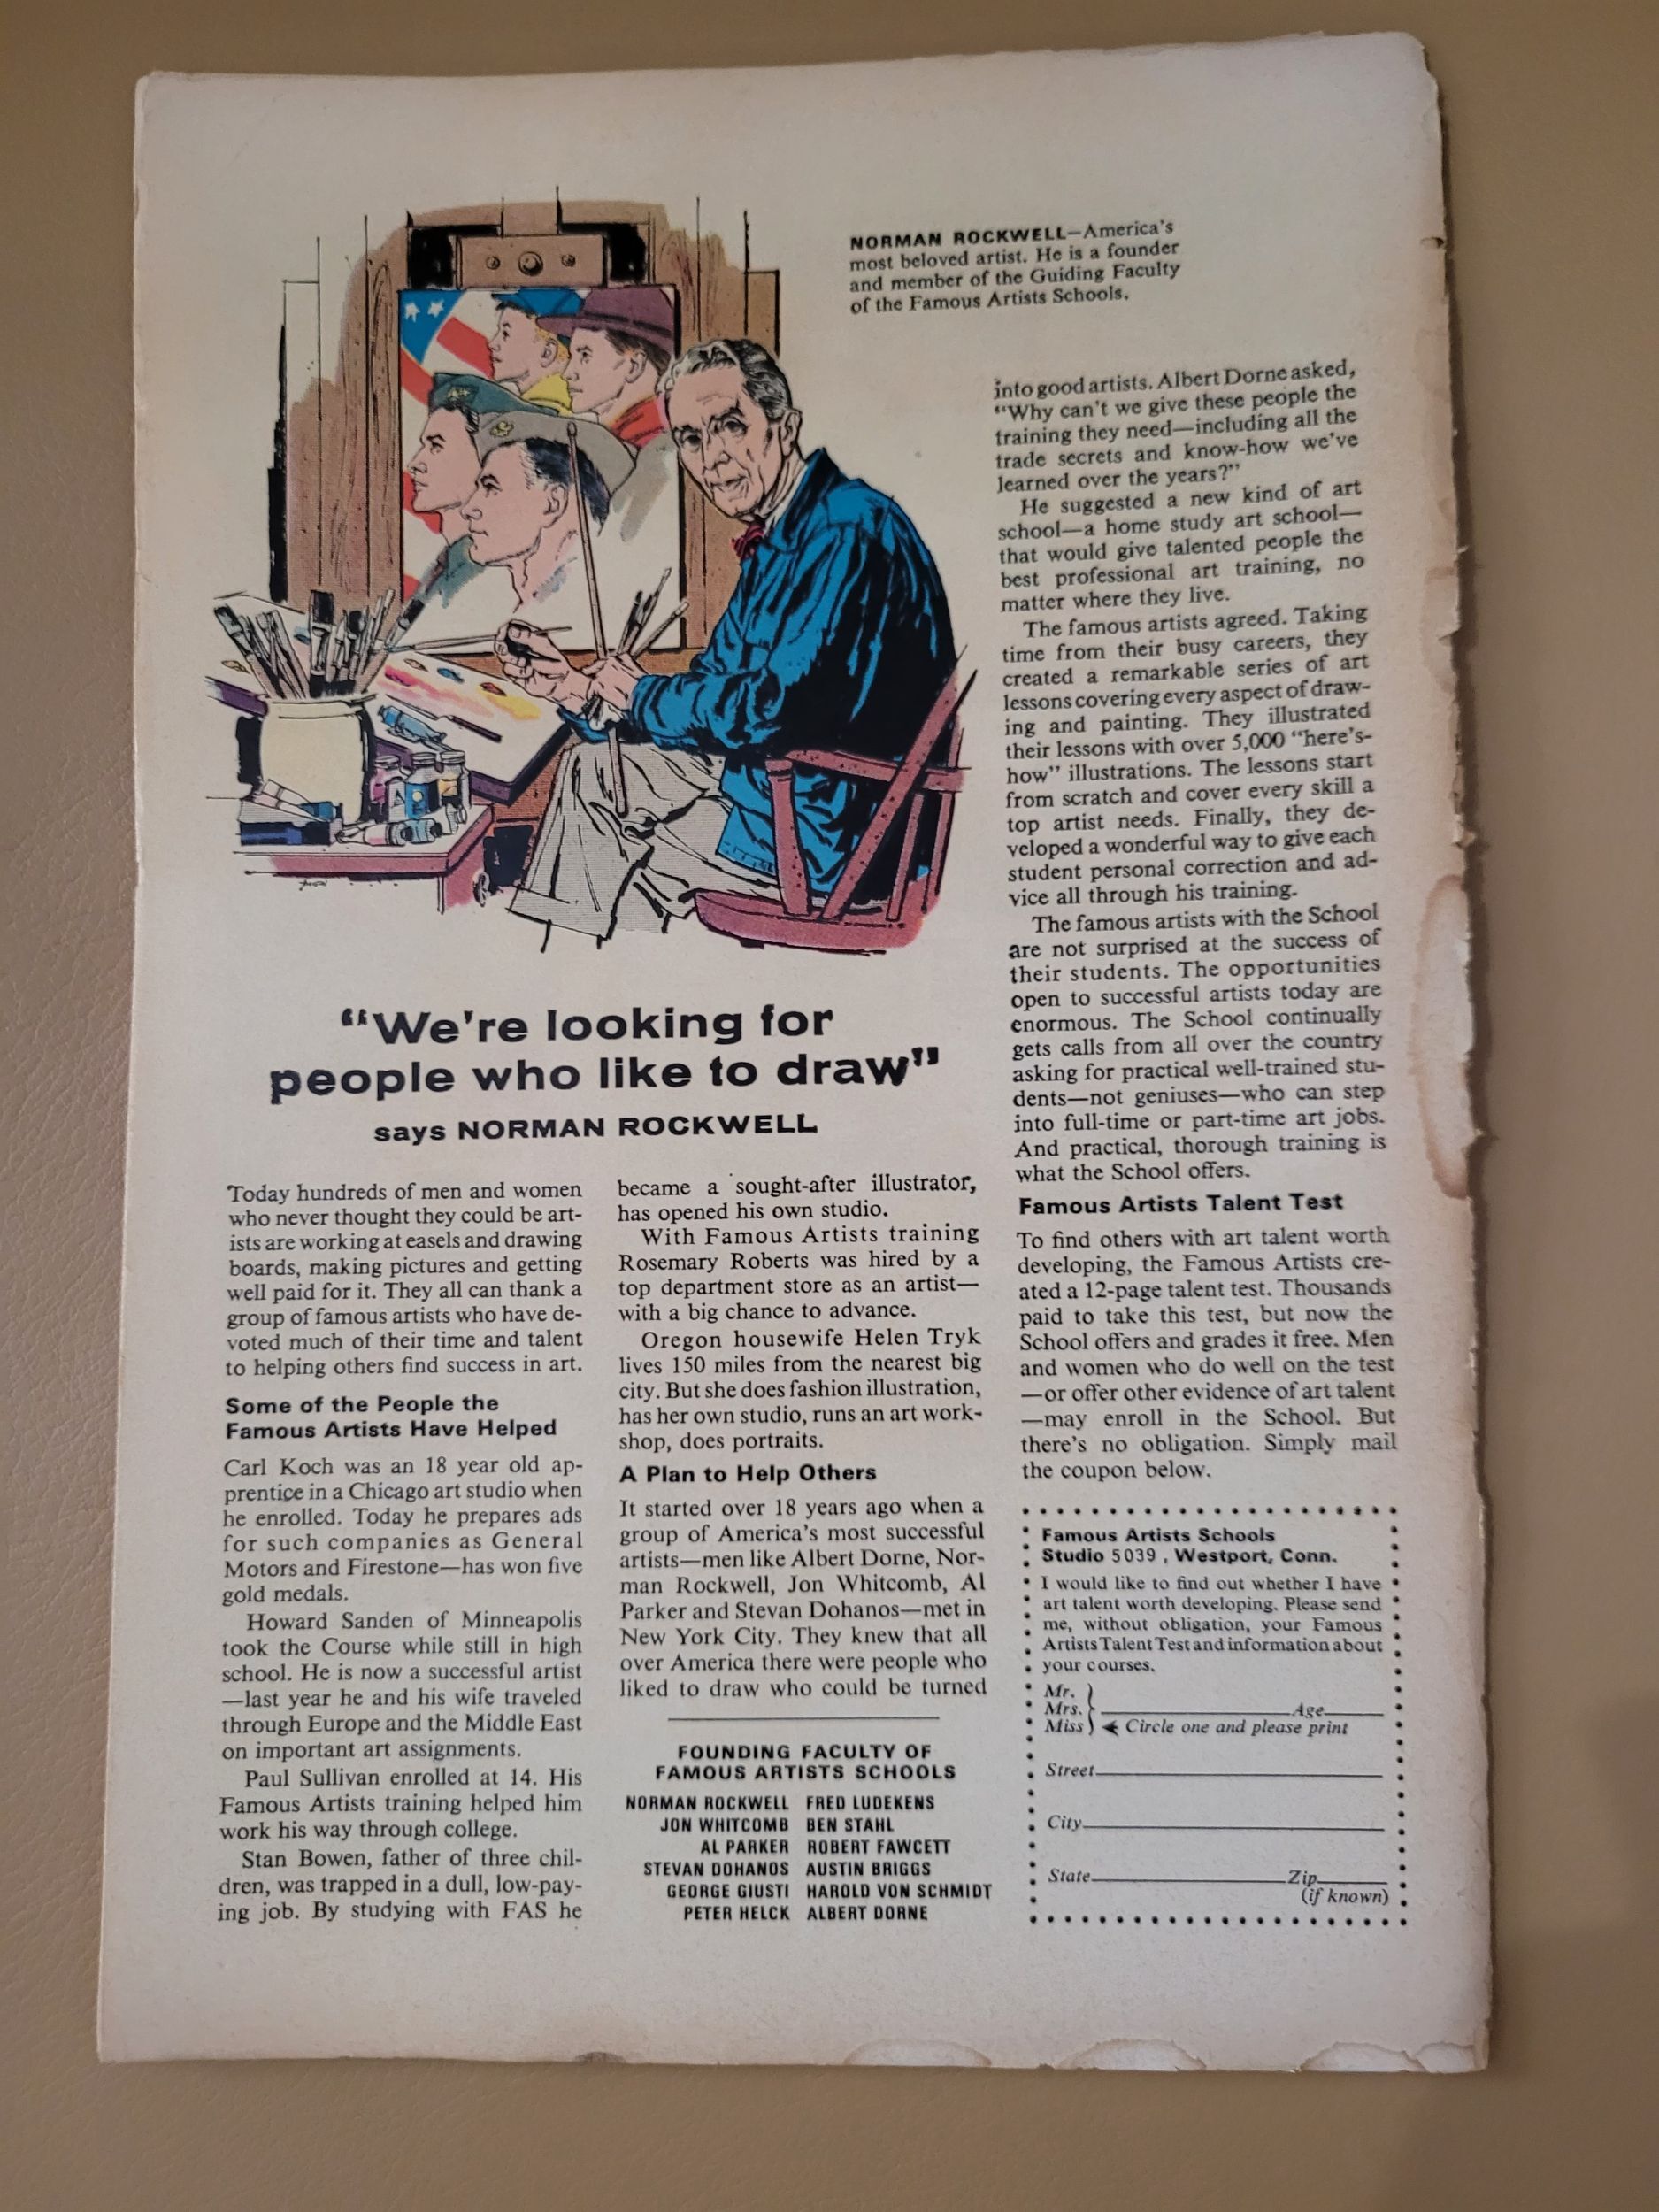 NORMAN ROCKWELL—America's
most beloved artist. He is a founder
and member of the Guiding Faculty
of the Famous Artists Schools.
“We're looking for
people who like to draw”
says NORMAN ROCKWELL
Today hundreds of men and women
who never thought they could be art-
ists are working at easels and drawing
boards, making pictures and getting
well paid for it. They all can thank a
group of famous artists who have de-
voted much of their time and talent
to helping others find success in art.
Some of the People the
Famous Artists Have Helped
Carl Koch was an 18 year old ap-
prentice in a Chicago art studio when
he enrolled. Today he prepares ads
for such companies as General
Motors and Firestone—has won five
gold medals.
Howard Sanden of Minneapolis
took the Course while still in high
school. He is now a successful artist
—last year he and his wife traveled
through Europe and the Middle East
on important art assignments.
Paul Sullivan enrolled at 14. His
Famous Artists training helped him
work his way through college.
Stan Bowen, father of three chil-
dren, was trapped in a dull, low-pay-
ing job. By studying with FAS he
became a sought-after illustrator,
has opened his own studio.
With Famous Artists training
Rosemary Roberts was hired by a
top department store as an artist—
with a big chance to advance.
Oregon housewife Helen Tryk
lives 150 miles from the nearest big
city. But she does fashion illustration,
has her own studio, runs an art work-
shop, does portraits.
A Plan to Help Others
It started over 18 years ago when a
group of America's most successful
artists—men like Albert Dorne, Nor-
man Rockwell, Jon Whitcomb, Al
Parker and Stevan Dohanos—met in
New York City. They knew that all
over America there were people who
liked to draw who could be turned
into good artists. Albert Dorne asked,
“Why can't we give these people the
training they need—including all the
trade secrets and know-how we've
learned over the years?”
He suggested a new kind of art
school—a home study art school—
that would give talented people the
best professional art training, no
matter where they live.
The famous artists agreed. Taking
time from their busy careers, they
created a remarkable series of art
lessons covering every aspect of draw-
ing and painting. They illustrated
their lessons with over 5,000 “here's-
how” illustrations. The lessons start
from scratch and cover every skill a
top artist needs. Finally, they de-
veloped a wonderful way to give each
student personal correction and ad-
vice all through his training.
The famous artists with the School
are not surprised at the success of
their students. The opportunities
open to successful artists today are
enormous. The School continually
gets calls from all over the country
asking for practical well-trained stu-
dents—not geniuses—who can step
into full-time or part-time art jobs.
And practical, thorough training is
what the School offers.
Famous Artists Talent Test
To find others with art talent worth
developing, the Famous Artists cre-
ated a 12-page talent test. Thousands
paid to take this test, but now the
School offers and grades it free. Men
and women who do well on the test
—or offer other evidence of art talent
—may enroll in the School. But
there's no obligation. Simply mail
the coupon below.
FOUNDING FACULTY OF
FAMOUS ARTISTS SCHOOLS
NORMAN ROCKWELL FRED LUDEKENS
JON WHITCOMB BEN STAHL
AL PARKER ROBERT FAWCETT
STEVAN DOHANOS AUSTIN BRIGGS
GEORGE GIUSTI HAROLD VON SCHMIDT
PETER HELCK ALBERT DORNE
Famous Artists Schools
Studio 5039 , Westport, Conn.
I would like to find out whether I have
art talent worth developing. Please send
me, without obligation, your Famous
Artists Talent Test and information about
your courses.
Mr.
Mrs. Age
Miss Circle one and please print
Street
City
State Zip
(if known)